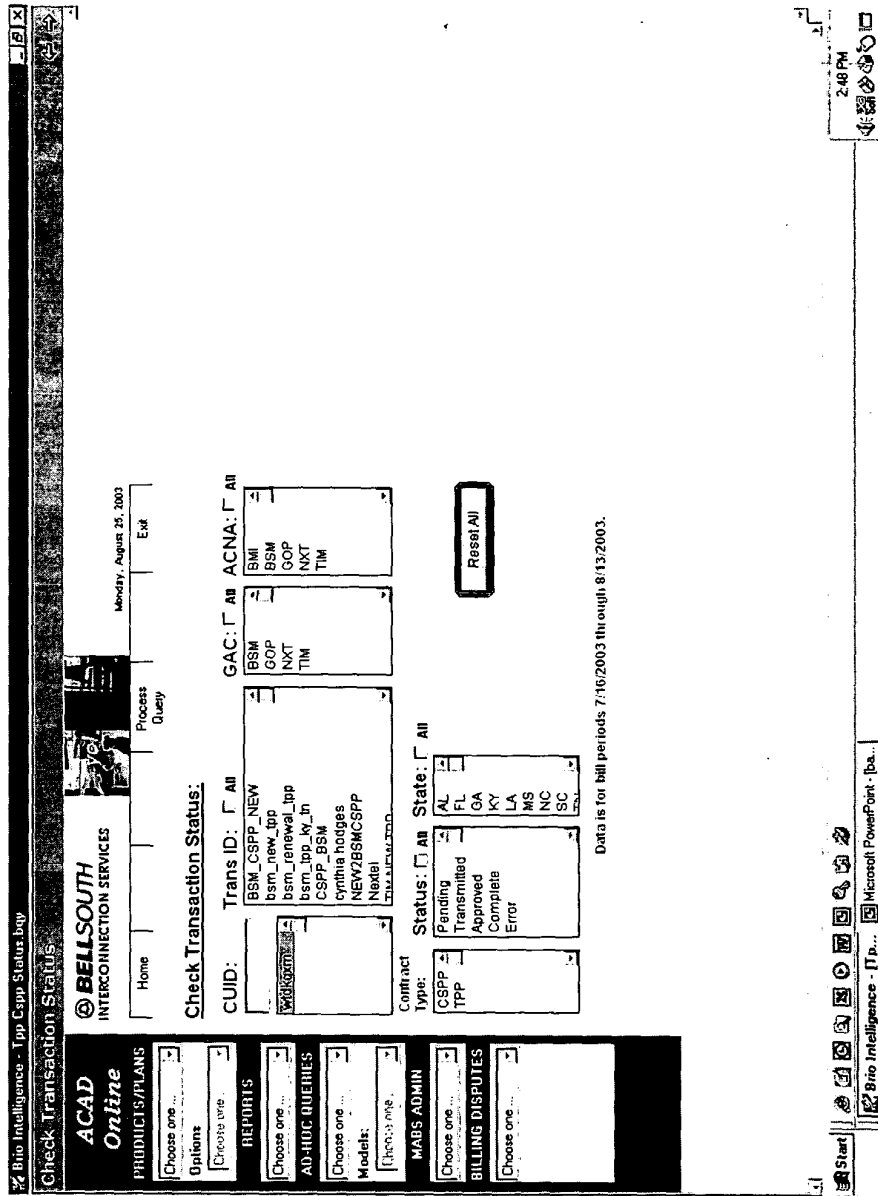 Brio Intelligence - Tpp Cspp Status.bqy
Check Transaction Status
ACAD
Online
PRODUCTS/PLANS
Choose one ...
Options
Choose one..
REPORTS
Choose one ...
AD-HOC QUERIES
Choose one ...
Models:
Choose one..
MABS ADMIN
Choose one ...
BILLING DISPUTES
Choose one ...
BELLSOUTH
INTERCONNECTION SERVICES
Monday, August 25, 2003
Home
Process
Query
Exit
Check Transaction Status:
CUID:
Trans ID: All
BSM_CSPP_NEW
bsm_new_tpp
bsm_renewal_tpp
bsm_tpp_ky_tn
CSPP_BSM
cynthia hodges
NEW2BSMCSPP
Nextel
TIM NEW TPP
GAC: All
BSM
GOP
NXT
TIM
ACNA: All
BMI
BSM
GOP
NXT
TIM
Contract
Type:
CSPP
TPP
Status: All
Pending
Transmitted
Approved
Complete
Error
State: All
AL
FL
GA
KY
LA
MS
NC
SC
TN
Reset All
Data is for bill periods 7/16/2003 through 8/13/2003.
Start
Brio Intelligence - [Tp...
Microsoft PowerPoint - [ba...
2:48 PM